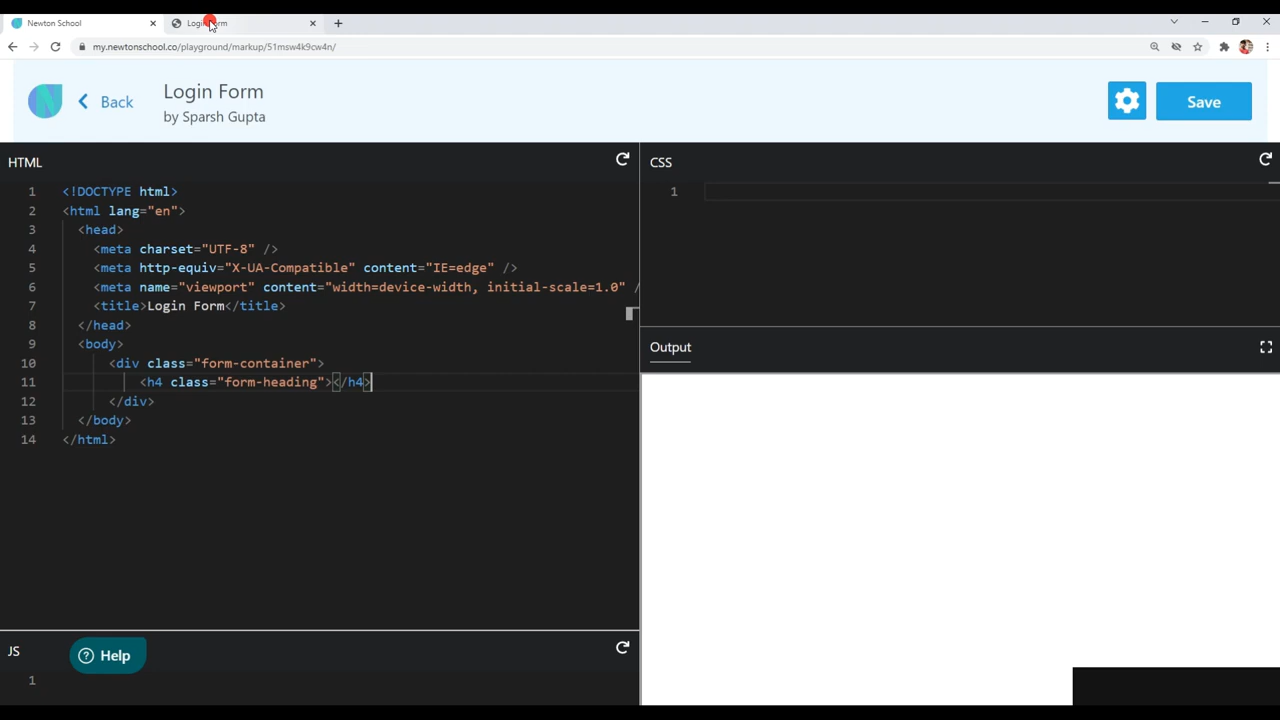 Newton School
Login Form
my.newtonschool.co/playground/markup/51msw4k9cw4n/
Back
Login Form
by Sparsh Gupta
Save
HTML
1 <!DOCTYPE html>
2 <html lang="en">
3 <head>
4 <meta charset="UTF-8" />
5 <meta http-equiv="X-UA-Compatible" content="IE=edge" />
6 <meta name="viewport" content="width=device-width, initial-scale=1.0" /
7 <title>Login Form</title>
8 </head>
9 <body>
10 <div class="form-container">
11 <h4 class="form-heading"></h4>
12 </div>
13 </body>
14 </html>
CSS
1
Output
JS
Help
1